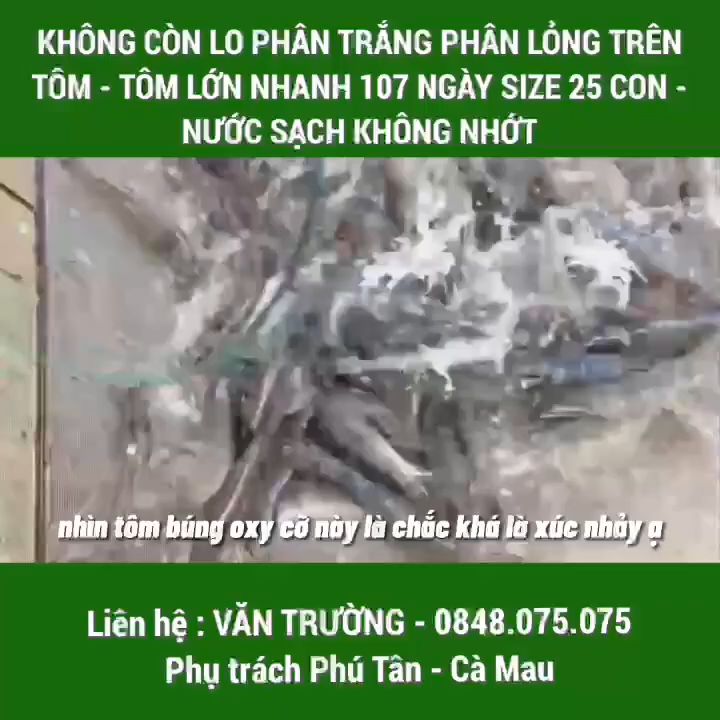 KHÔNG CÒN LO PHÂN TRẮNG PHÂN LỎNG TRÊN
TÔM - TÔM LỚN NHANH 107 NGÀY SIZE 25 CON -
NƯỚC SẠCH KHÔNG NHỚT
nhìn tôm búng oxy cỡ này là chắc khá là xúc nhảy ạ
Liên hệ : VĂN TRƯỜNG - 0848.075.075
Phụ trách Phú Tân - Cà Mau